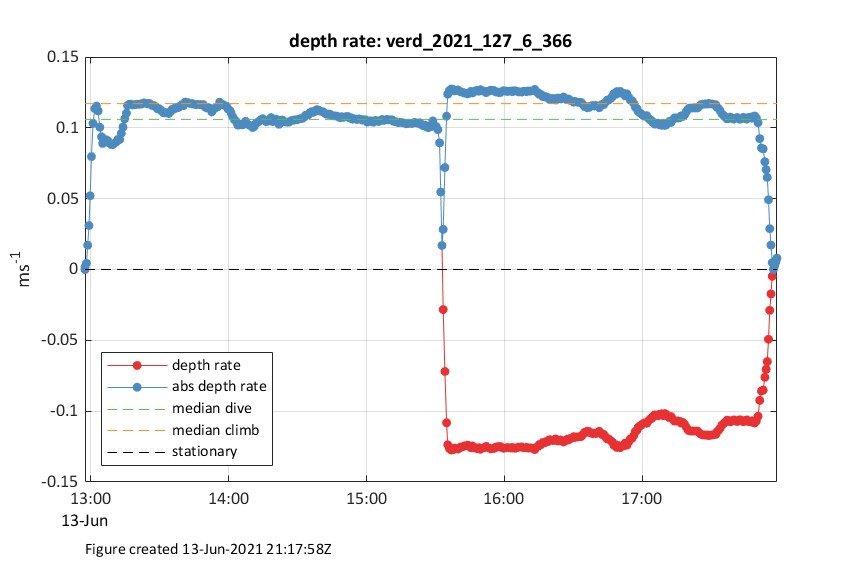 depth rate: verd_2021_127_6_366
0.15
0.1
0.05
0
-0.05
-0.1
-0.15
ms-1
depth rate
abs depth rate
median dive
median climb
stationary
13:00
14:00
15:00
16:00
17:00
13-Jun
Figure created 13-Jun-2021 21:17:58Z